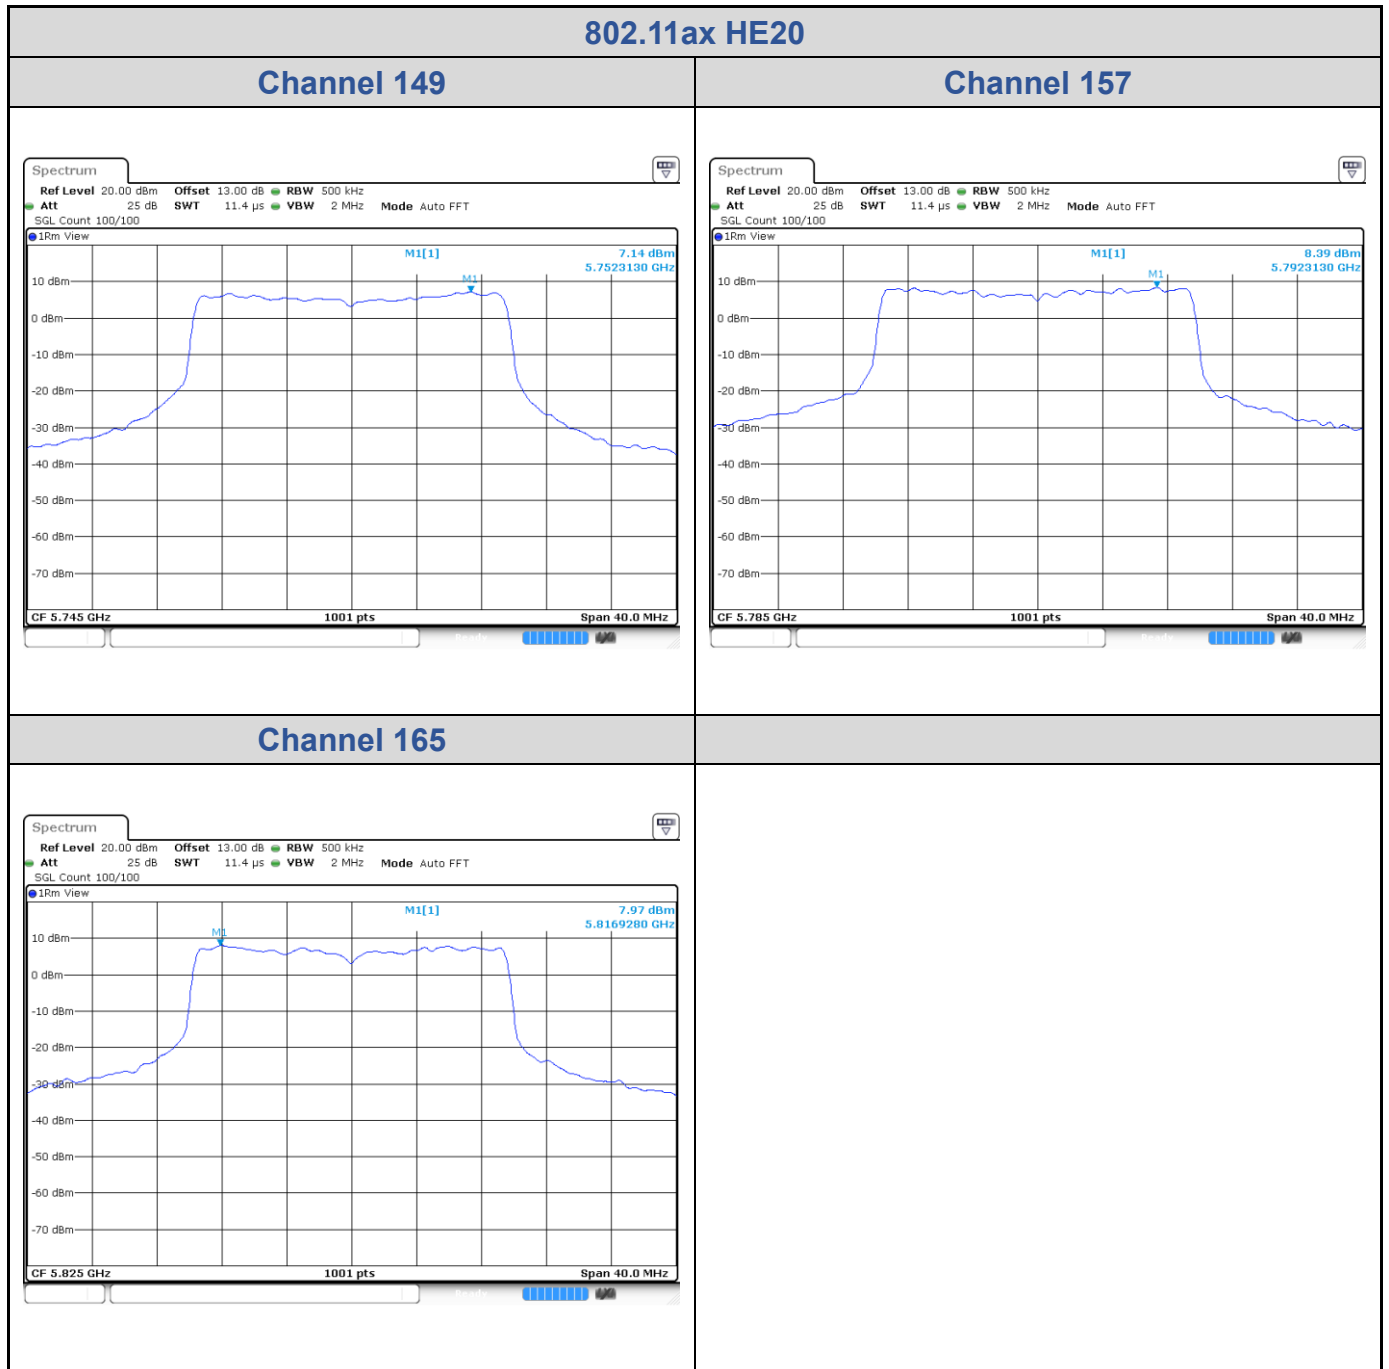 802.11ax HE20
Channel 149
Channel 157
Spectrum
Ref Level 20.00 dBm Offset 13.00 dB RBW 500 kHz
Att 25 dB SWT 11.4 µs VBW 2 MHz Mode Auto FFT
SGL Count 100/100
1Rm View
M1[1] 7.14 dBm
5.7523130 GHz
M1
10 dBm
0 dBm
-10 dBm
-20 dBm
-30 dBm
-40 dBm
-50 dBm
-60 dBm
-70 dBm
CF 5.745 GHz 1001 pts Span 40.0 MHz
Ready
Spectrum
Ref Level 20.00 dBm Offset 13.00 dB RBW 500 kHz
Att 25 dB SWT 11.4 µs VBW 2 MHz Mode Auto FFT
SGL Count 100/100
1Rm View
M1[1] 8.39 dBm
5.7923130 GHz
M1
10 dBm
0 dBm
-10 dBm
-20 dBm
-30 dBm
-40 dBm
-50 dBm
-60 dBm
-70 dBm
CF 5.785 GHz 1001 pts Span 40.0 MHz
Ready
Channel 165
Spectrum
Ref Level 20.00 dBm Offset 13.00 dB RBW 500 kHz
Att 25 dB SWT 11.4 µs VBW 2 MHz Mode Auto FFT
SGL Count 100/100
1Rm View
M1[1] 7.97 dBm
5.8169280 GHz
M1
10 dBm
0 dBm
-10 dBm
-20 dBm
-30 dBm
-40 dBm
-50 dBm
-60 dBm
-70 dBm
CF 5.825 GHz 1001 pts Span 40.0 MHz
Ready